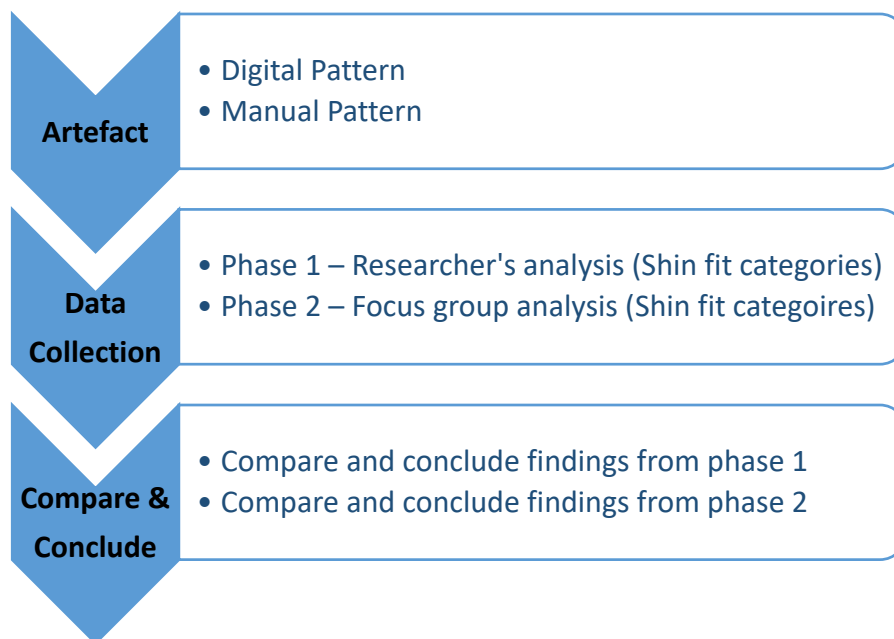 Artefact
• Digital Pattern
• Manual Pattern
Data
Collection
• Phase 1 – Researcher's analysis (Shin fit categories)
• Phase 2 – Focus group analysis (Shin fit categoires)
Compare &
Conclude
• Compare and conclude findings from phase 1
• Compare and conclude findings from phase 2